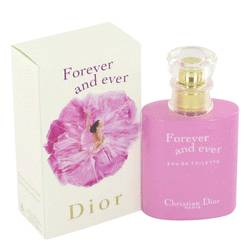 Forever
and ever
Dior
Forever
and ever
EAU DE TOILETTE
Christian Dior
PARIS